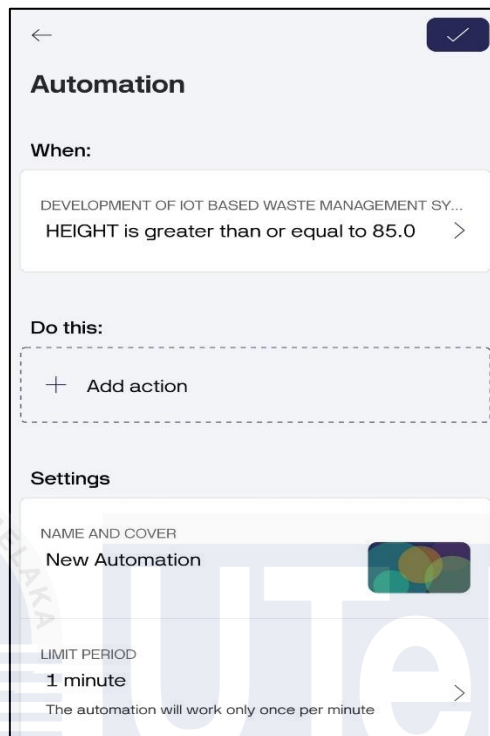 Automation
When:
DEVELOPMENT OF IOT BASED WASTE MANAGEMENT SY...
HEIGHT is greater than or equal to 85.0
Do this:
+ Add action
Settings
NAME AND COVER
New Automation
LIMIT PERIOD
1 minute
The automation will work only once per minute
MELAKA
UTe